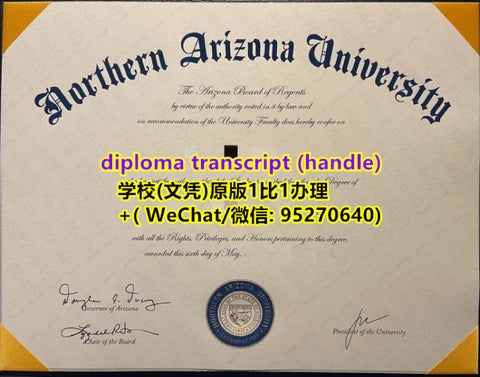 Northern Arizona University
The Arizona Board of Regents
by virtue of the authority vested in it by law and
on recommendation of the University Faculty does hereby confer on
diploma transcript (handle)
学校(文凭)原版1比1办理
Degree of
+( WeChat/微信: 95270640)
with all the Rights, Privileges, and Honors pertaining to this degree,
awarded this sixth day of May,
Governor of Arizona
Chair of the Board
President of the University
NORTHERN ARIZONA UNIVERSITY